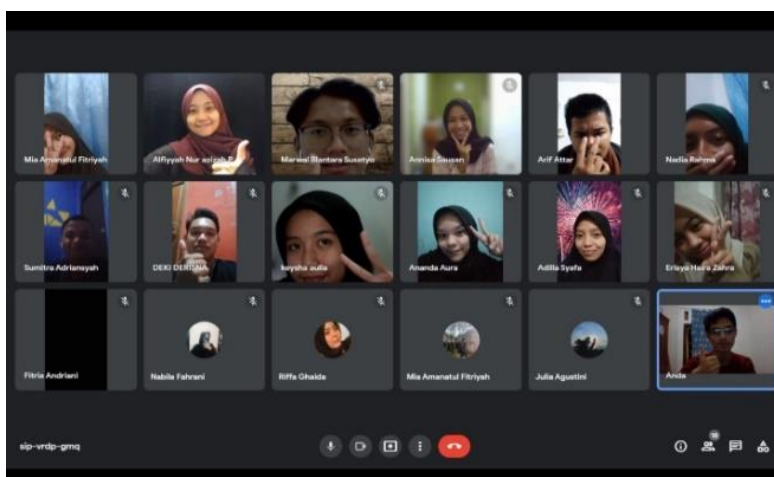 Mia Amanatul Fitriyah
Alfiyyah Nur azizah P
Marwal Blantara Susetyo
Annisa Sausan
Arif Attar
Nadia Rahma
Sumitra Adriansyah
DEKI DERISNA
keysha aulia
Ananda Aura
Adilla Syafa
Erisya Haira Zahra
Fitria Andriani
Nabila Fahrani
Riffa Ghaida
Mia Amanatul Fitriyah
Julia Agustini
Anda
sip-vrdp-gmq
18